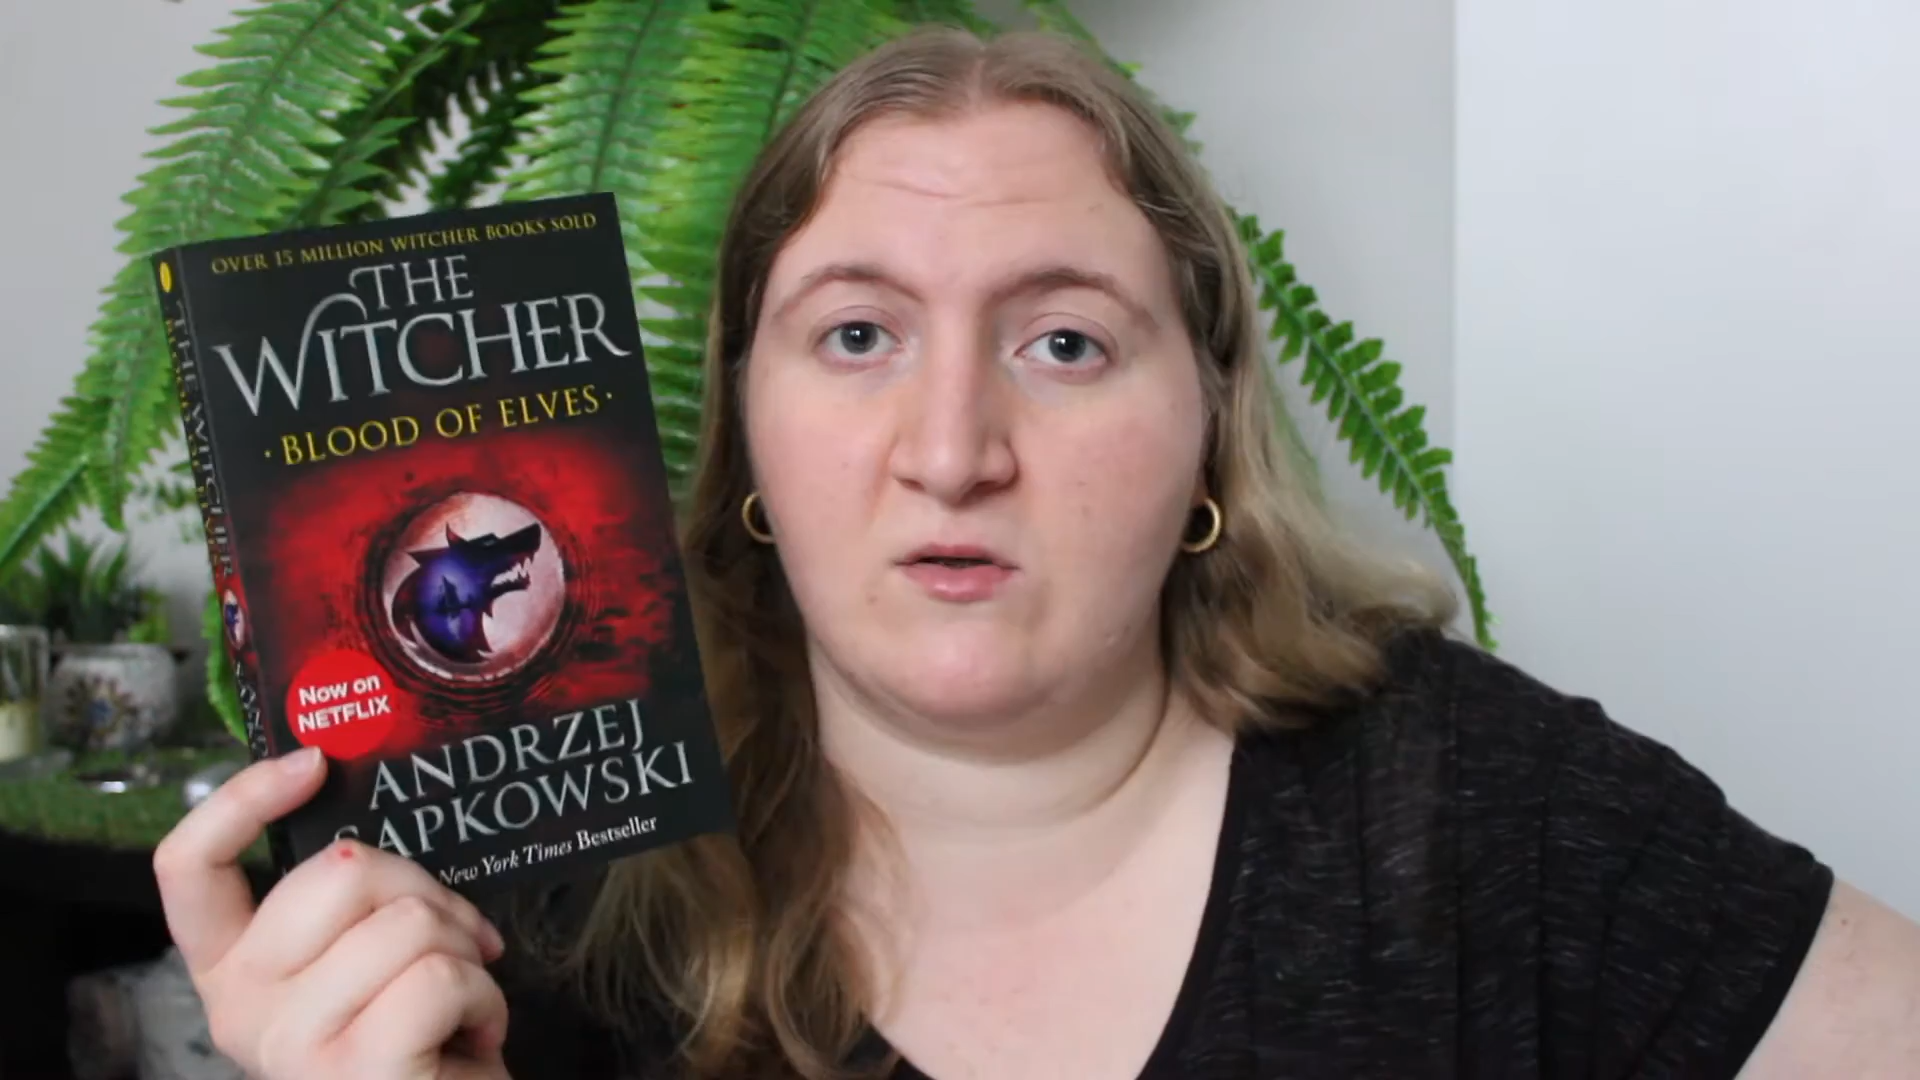 OVER 15 MILLION WITCHER BOOKS SOLD
THE
WITCHER
· BLOOD OF ELVES ·
Now on
NETFLIX
ANDRZEJ
SAPKOWSKI
New York Times Bestseller